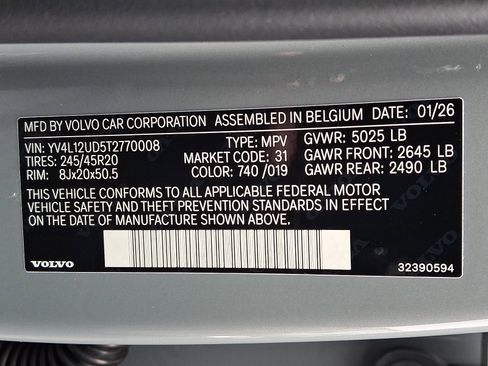 MFD BY VOLVO CAR CORPORATION ASSEMBLED IN BELGIUM DATE: 01/26
VIN: YV4L12UD5T2770008 TYPE: MPV GVWR: 5025 LB
TIRES: 245/45R20 MARKET CODE: 31 GAWR FRONT: 2645 LB
RIM: 8Jx20x50.5 COLOR: 740 /019 GAWR REAR: 2490 LB
THIS VEHICLE CONFORMS TO ALL APPLICABLE FEDERAL MOTOR
VEHICLE SAFETY AND THEFT PREVENTION STANDARDS IN EFFECT
ON THE DATE OF MANUFACTURE SHOWN ABOVE.
VOLVO 32390594